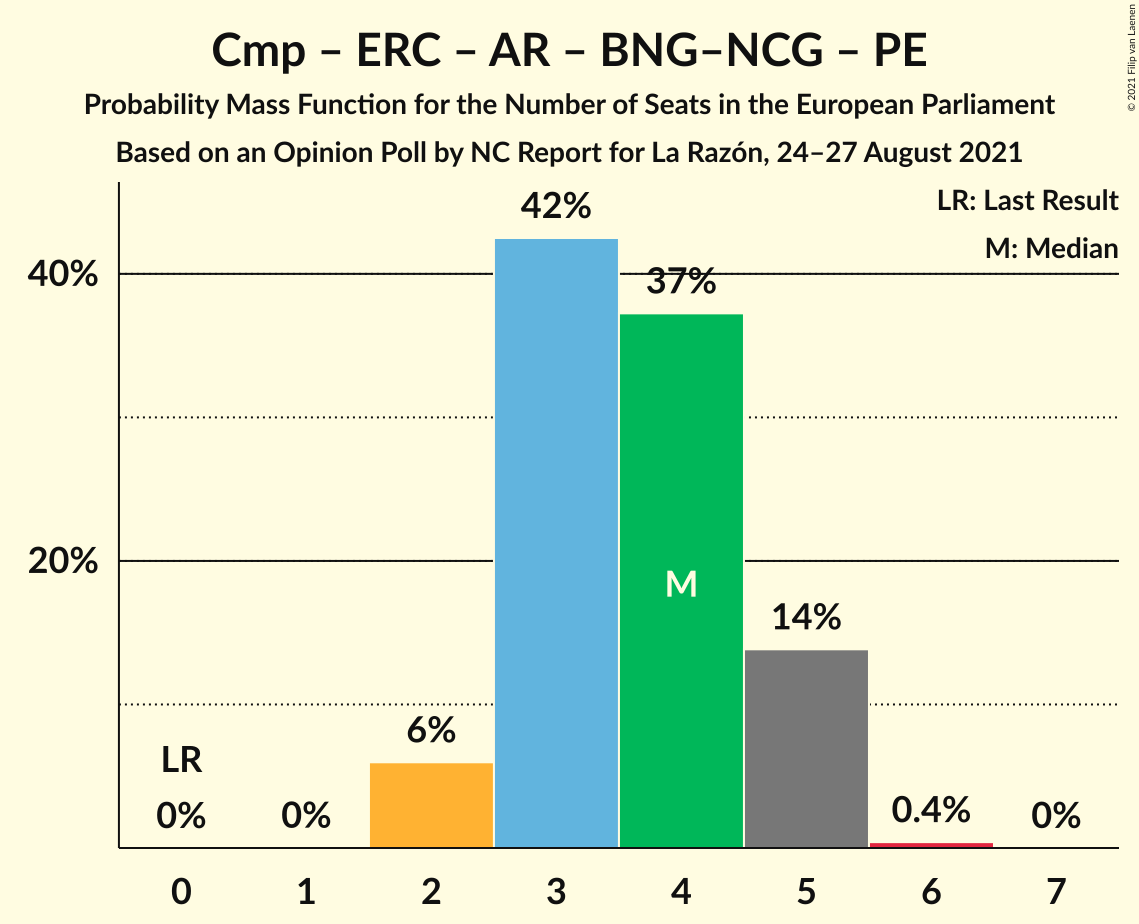 Cmp – ERC – AR – BNG–NCG – PE
Probability Mass Function for the Number of Seats in the European Parliament
Based on an Opinion Poll by NC Report for La Razón, 24–27 August 2021
© 2021 Filip van Laenen
LR: Last Result
M: Median
42%
40%
37%
20%
M
14%
6%
LR
0%
0%
0.4%
0%
0 1 2 3 4 5 6 7